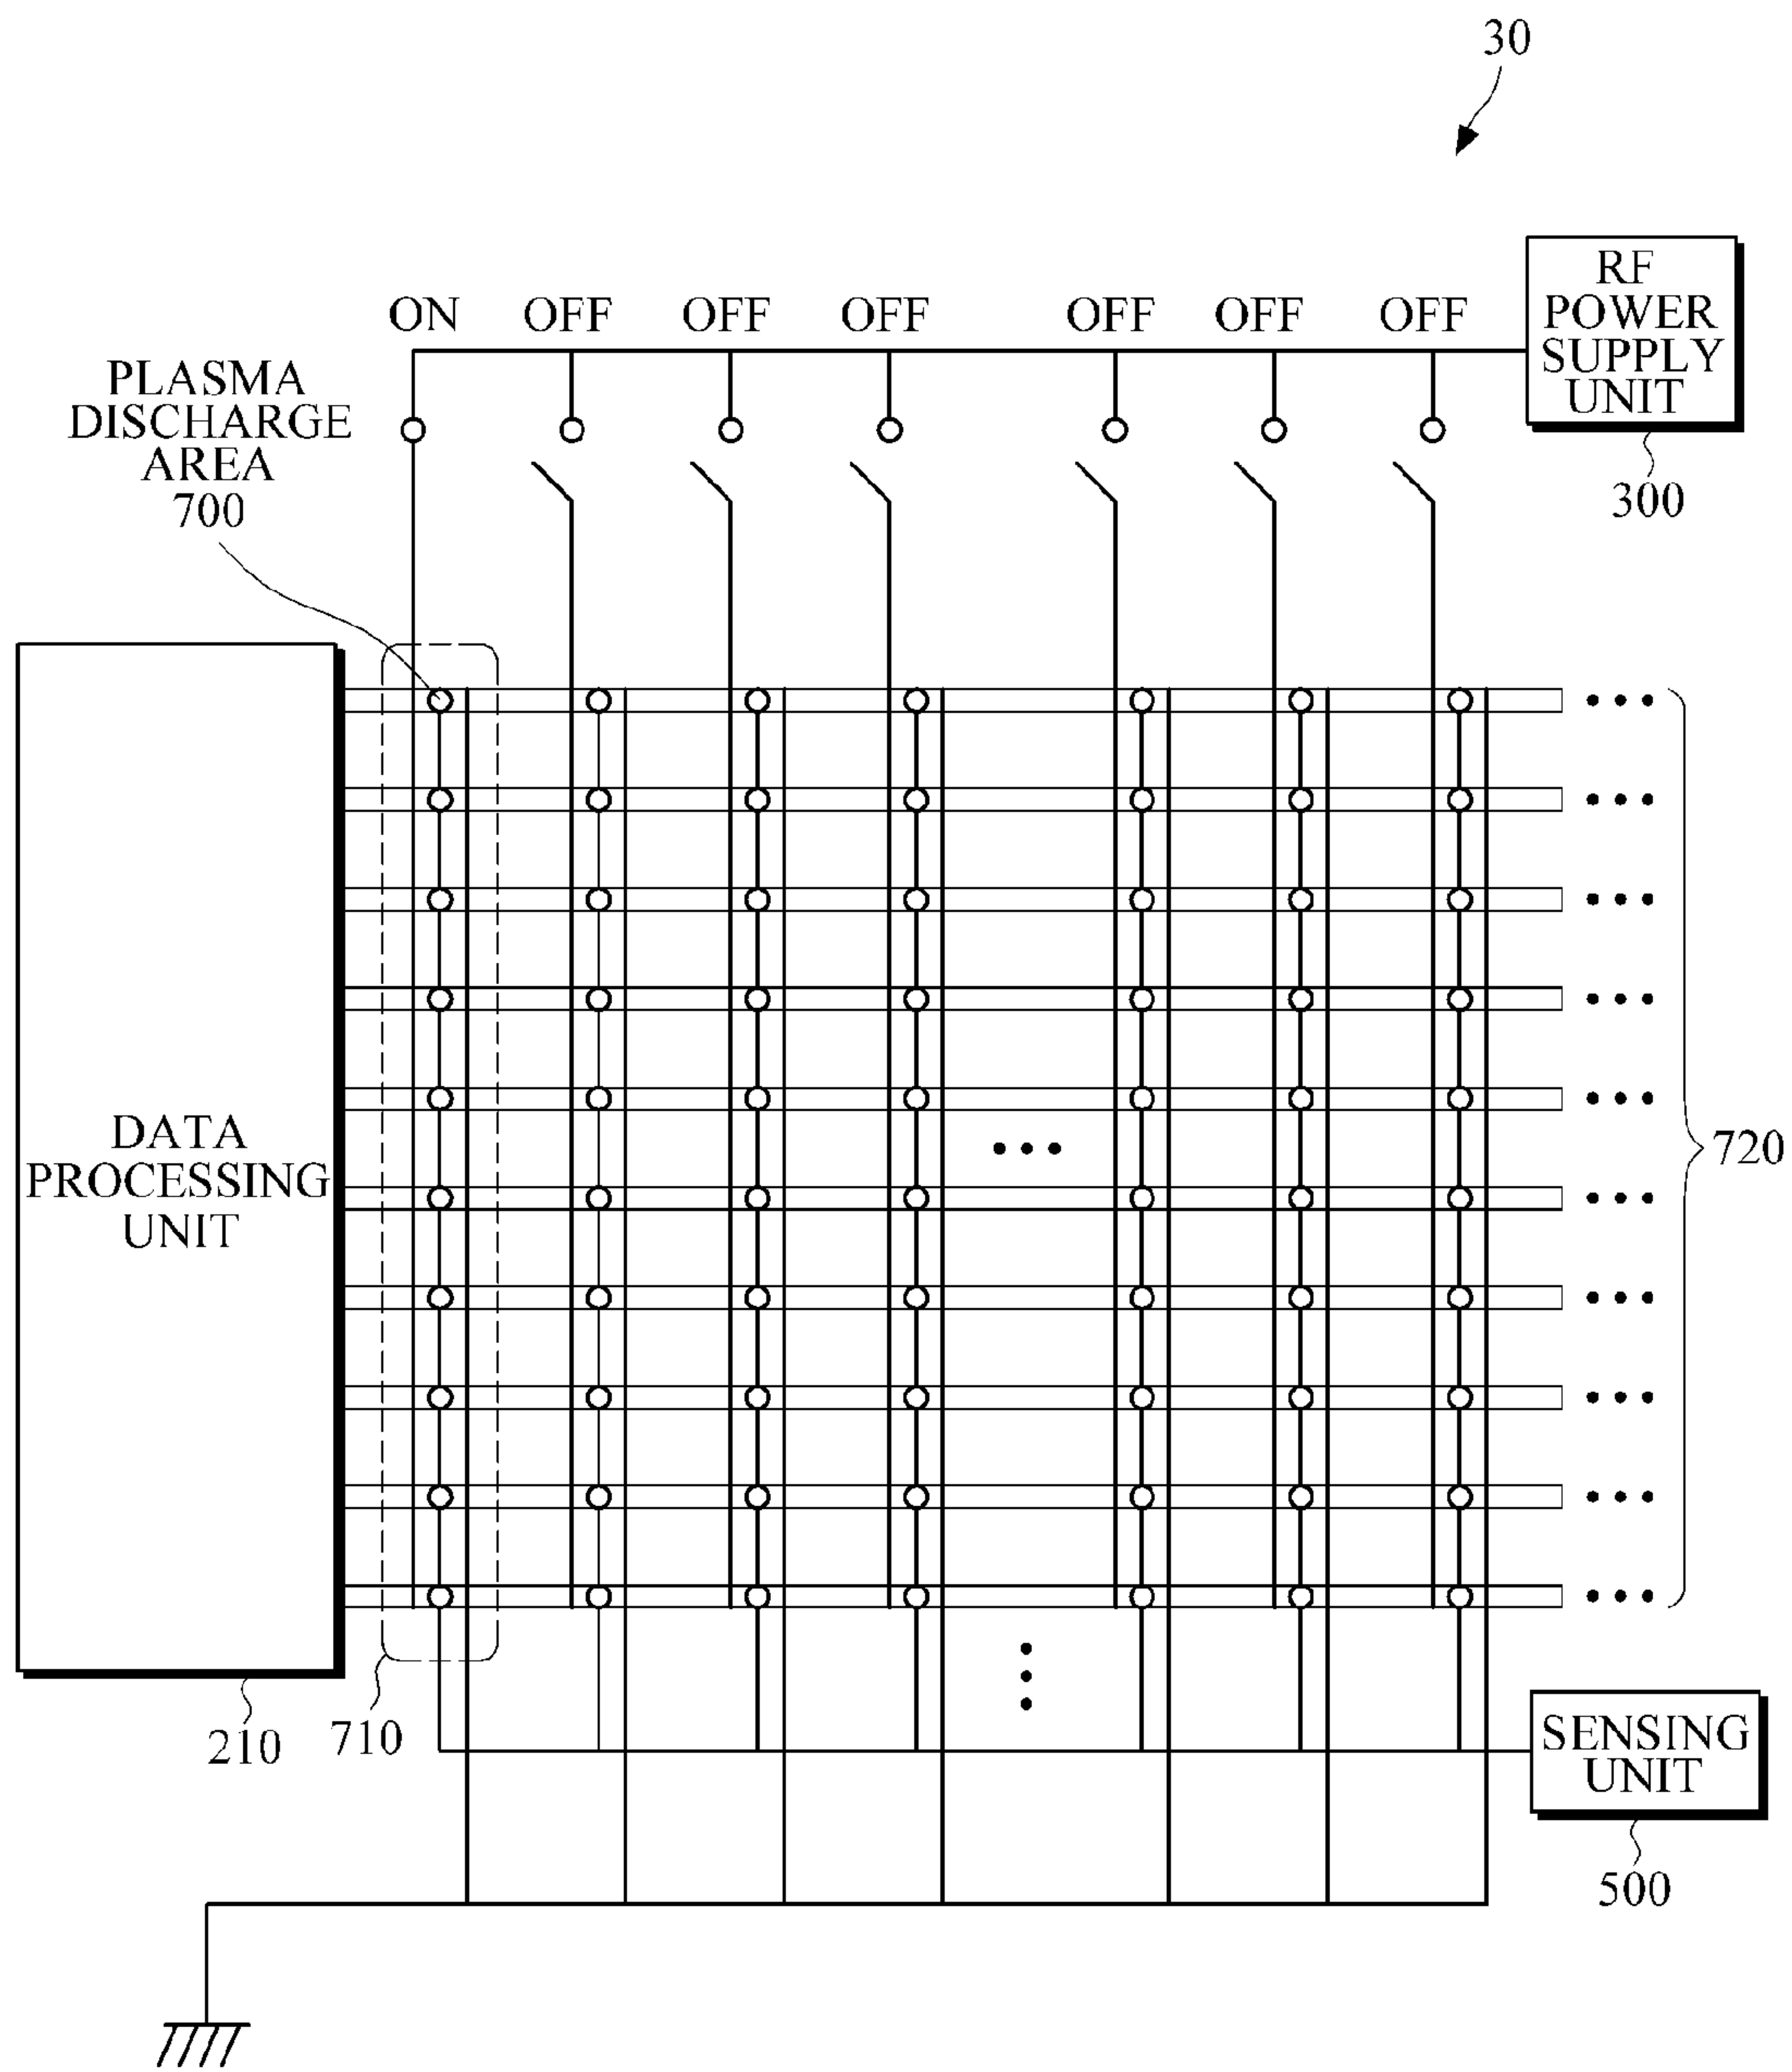 30
RF
POWER
SUPPLY
UNIT
300
ON OFF OFF OFF OFF OFF OFF
PLASMA
DISCHARGE
AREA
700
DATA
PROCESSING
UNIT
720
210
710
SENSING
UNIT
500